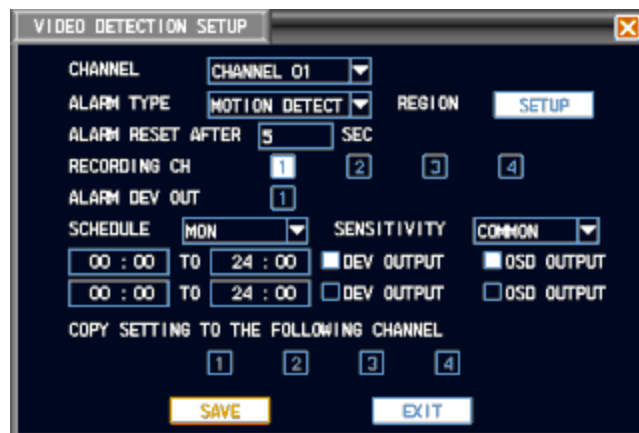 VIDEO DETECTION SETUP
CHANNEL CHANNEL 01
ALARM TYPE MOTION DETECT REGION SETUP
ALARM RESET AFTER 5 SEC
RECORDING CH 1 2 3 4
ALARM DEV OUT 1
SCHEDULE MON SENSITIVITY COMMON
00 : 00 TO 24 : 00 DEV OUTPUT OSD OUTPUT
00 : 00 TO 24 : 00 DEV OUTPUT OSD OUTPUT
COPY SETTING TO THE FOLLOWING CHANNEL
1 2 3 4
SAVE EXIT